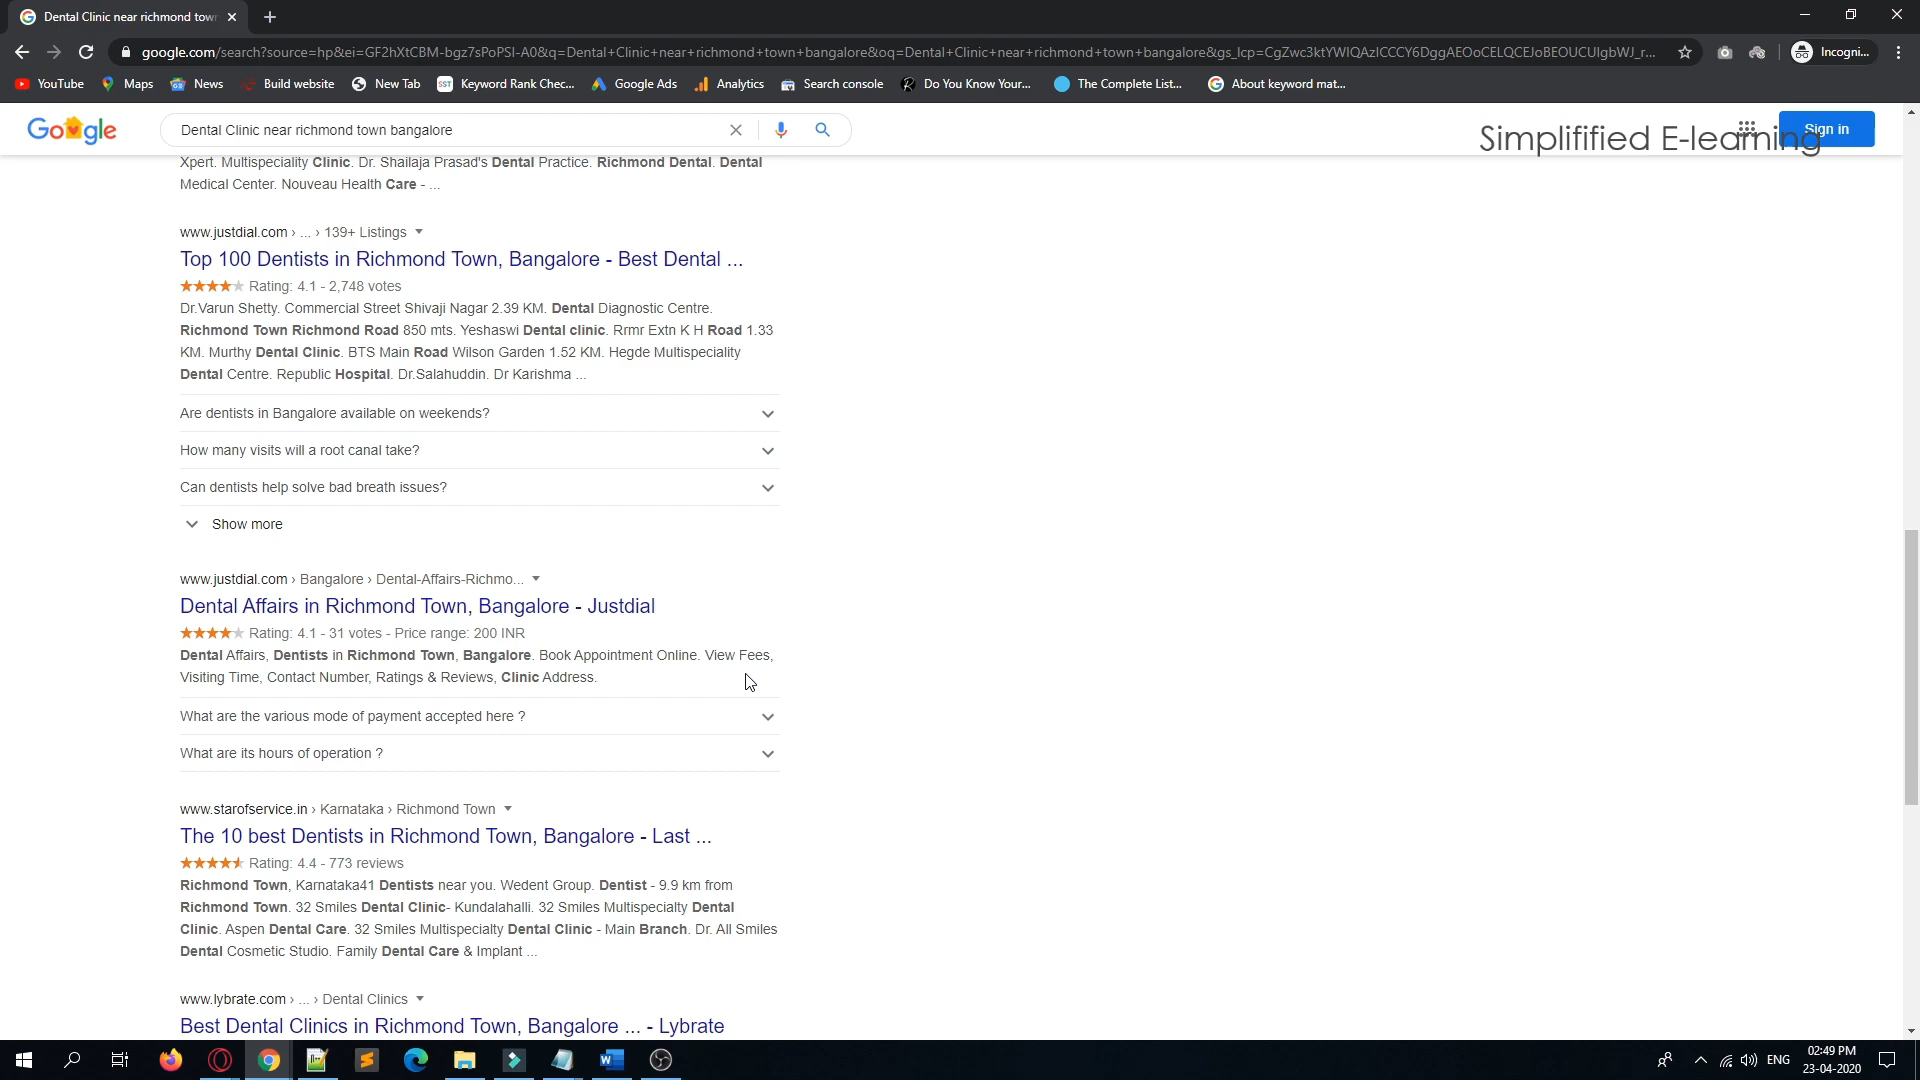 Dental Clinic near richmond town
google.com/search?source=hp&ei=GF2hXtCBM-bgz7sPoPSI-A0&q=Dental+Clinic+near+richmond+town+bangalore&oq=Dental+Clinic+near+richmond+town+bangalore&gs_lcp=CgZwc3ktYWIQAzICCCY6DggAEOoCELQCEJoBEOUCUIgbWJ_r...
Incogni...
YouTube
Maps
News
Build website
New Tab
SST
Keyword Rank Chec...
Google Ads
Analytics
Search console
Do You Know Your...
The Complete List...
About keyword mat...
Google
Dental Clinic near richmond town bangalore
Simplifified E-learning
Sign in
Xpert. Multispeciality Clinic. Dr. Shailaja Prasad's Dental Practice. Richmond Dental. Dental
Medical Center. Nouveau Health Care - ...
www.justdial.com › ... › 139+ Listings
Top 100 Dentists in Richmond Town, Bangalore - Best Dental ...
Rating: 4.1 - 2,748 votes
Dr.Varun Shetty. Commercial Street Shivaji Nagar 2.39 KM. Dental Diagnostic Centre.
Richmond Town Richmond Road 850 mts. Yeshaswi Dental clinic. Rrmr Extn K H Road 1.33
KM. Murthy Dental Clinic. BTS Main Road Wilson Garden 1.52 KM. Hegde Multispeciality
Dental Centre. Republic Hospital. Dr.Salahuddin. Dr Karishma ...
Are dentists in Bangalore available on weekends?
How many visits will a root canal take?
Can dentists help solve bad breath issues?
Show more
www.justdial.com › Bangalore › Dental-Affairs-Richmo...
Dental Affairs in Richmond Town, Bangalore - Justdial
Rating: 4.1 - 31 votes - Price range: 200 INR
Dental Affairs, Dentists in Richmond Town, Bangalore. Book Appointment Online. View Fees,
Visiting Time, Contact Number, Ratings & Reviews, Clinic Address.
What are the various mode of payment accepted here ?
What are its hours of operation ?
www.starofservice.in › Karnataka › Richmond Town
The 10 best Dentists in Richmond Town, Bangalore - Last ...
Rating: 4.4 - 773 reviews
Richmond Town, Karnataka41 Dentists near you. Wedent Group. Dentist - 9.9 km from
Richmond Town. 32 Smiles Dental Clinic- Kundalahalli. 32 Smiles Multispecialty Dental
Clinic. Aspen Dental Care. 32 Smiles Multispecialty Dental Clinic - Main Branch. Dr. All Smiles
Dental Cosmetic Studio. Family Dental Care & Implant ...
www.lybrate.com › ... › Dental Clinics
Best Dental Clinics in Richmond Town, Bangalore ... - Lybrate
ENG
02:49 PM
23-04-2020